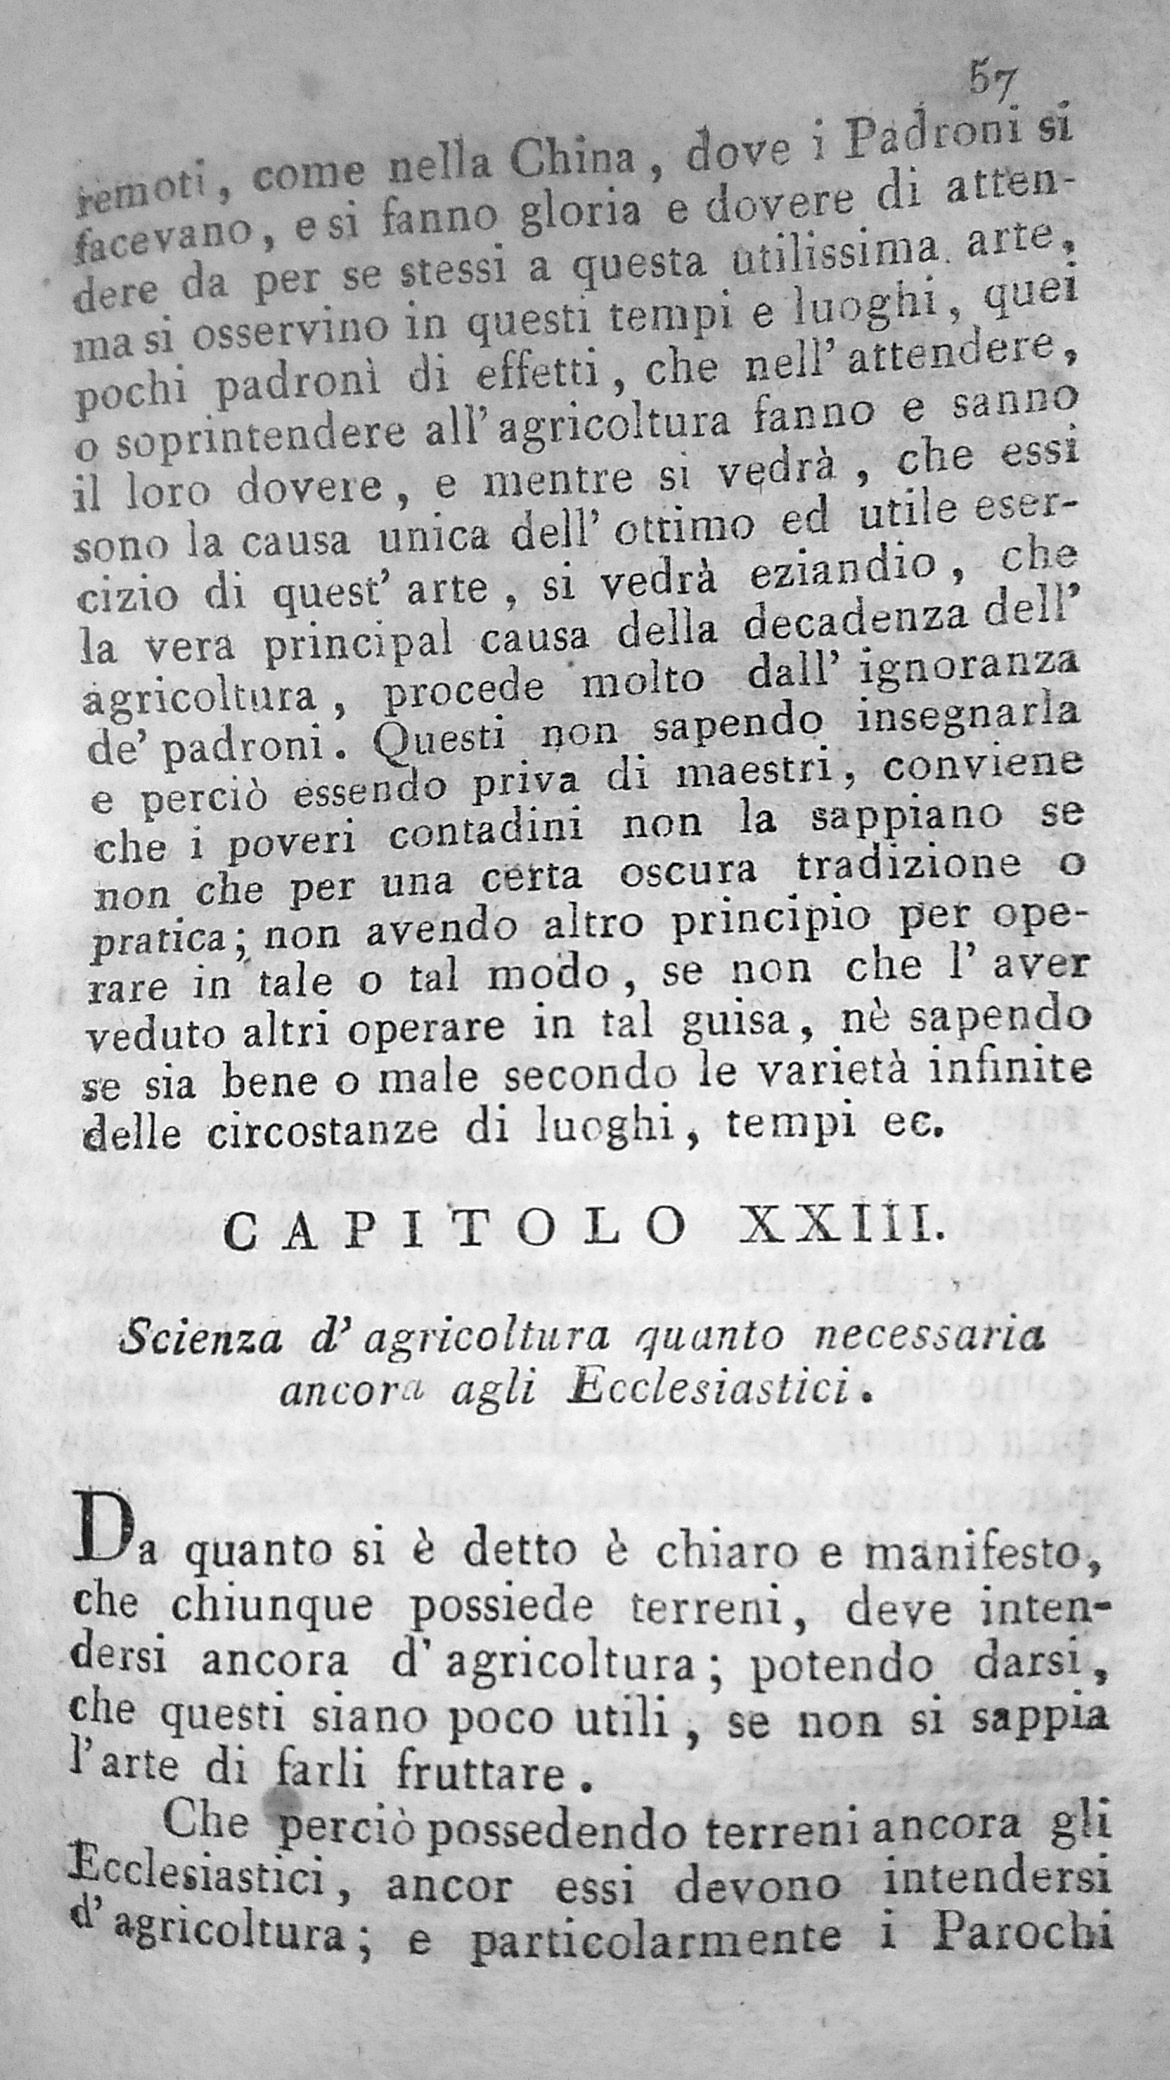 57
remoti, come nella China, dove i Padroni si
facevano, e si fanno gloria e dovere di atten-
dere da per se stessi a questa utilissima arte,
ma si osservino in questi tempi e luoghi, quei
pochi padronì di effetti, che nell' attendere,
o soprintendere all' agricoltura fanno e sanno
il loro dovere, e mentre si vedrà, che essi
sono la causa unica dell' ottimo ed utile eser-
cizio di quest' arte, si vedrà eziandio, che
la vera principal causa della decadenza dell'
agricoltura, procede molto dall' ignoranza
de' padroni. Questi non sapendo insegnarla
e perciò essendo priva di maestri, conviene
che i poveri contadini non la sappiano se
non che per una certa oscura tradizione o
pratica; non avendo altro principio per ope-
rare in tale o tal modo, se non che l' aver
veduto altri operare in tal guisa, nè sapendo
se sia bene o male secondo le varietà infinite
delle circostanze di luoghi, tempi ec.
CAPITOLO XXIII.
Scienza d' agricoltura quanto necessaria
ancora agli Ecclesiastici.
Da quanto si è detto è chiaro e manifesto,
che chiunque possiede terreni, deve inten-
dersi ancora d' agricoltura; potendo darsi,
che questi siano poco utili, se non si sappia
l'arte di farli fruttare.
Che perciò possedendo terreni ancora gli
Ecclesiastici, ancor essi devono intendersi
d' agricoltura; e particolarmente i Parochi